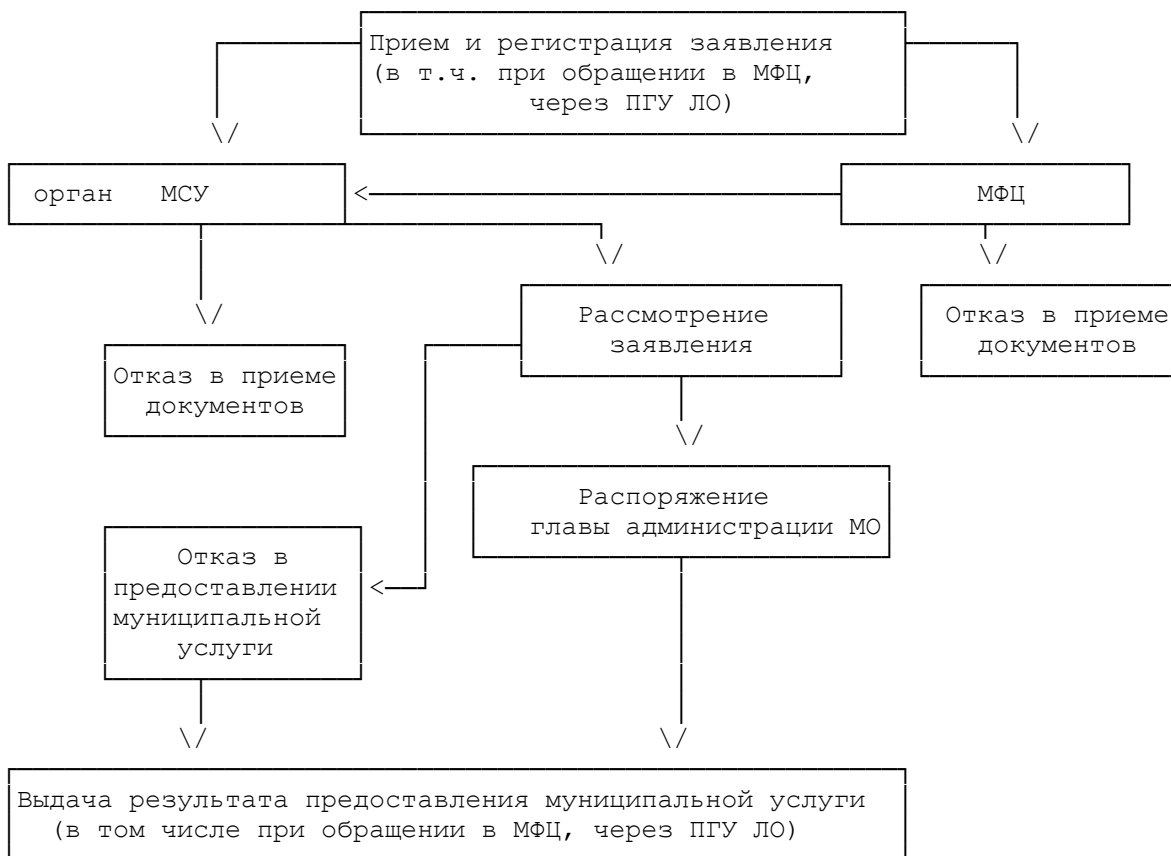 Прием и регистрация заявления
(в т.ч. при обращении в МФЦ,
через ПГУ ЛО)
орган МСУ
МФЦ
Рассмотрение
заявления
Отказ в приеме
документов
Отказ в приеме
документов
Распоряжение
главы администрации МО
Отказ в
предоставлении
муниципальной
услуги
Выдача результата предоставления муниципальной услуги
(в том числе при обращении в МФЦ, через ПГУ ЛО)